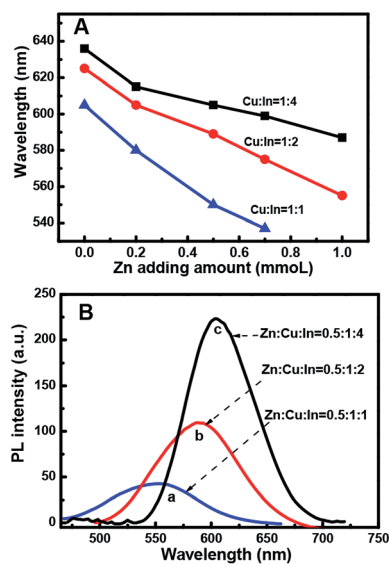 A
Wavelength (nm)
640
620
600
580
560
540
Cu:In=1:4
Cu:In=1:2
Cu:In=1:1
0.0 0.2 0.4 0.6 0.8 1.0
Zn adding amount (mmoL)
B
PL intensity (a.u.)
250
200
150
100
50
0
c
b
a
Zn:Cu:In=0.5:1:4
Zn:Cu:In=0.5:1:2
Zn:Cu:In=0.5:1:1
500 550 600 650 700 750
Wavelength (nm)